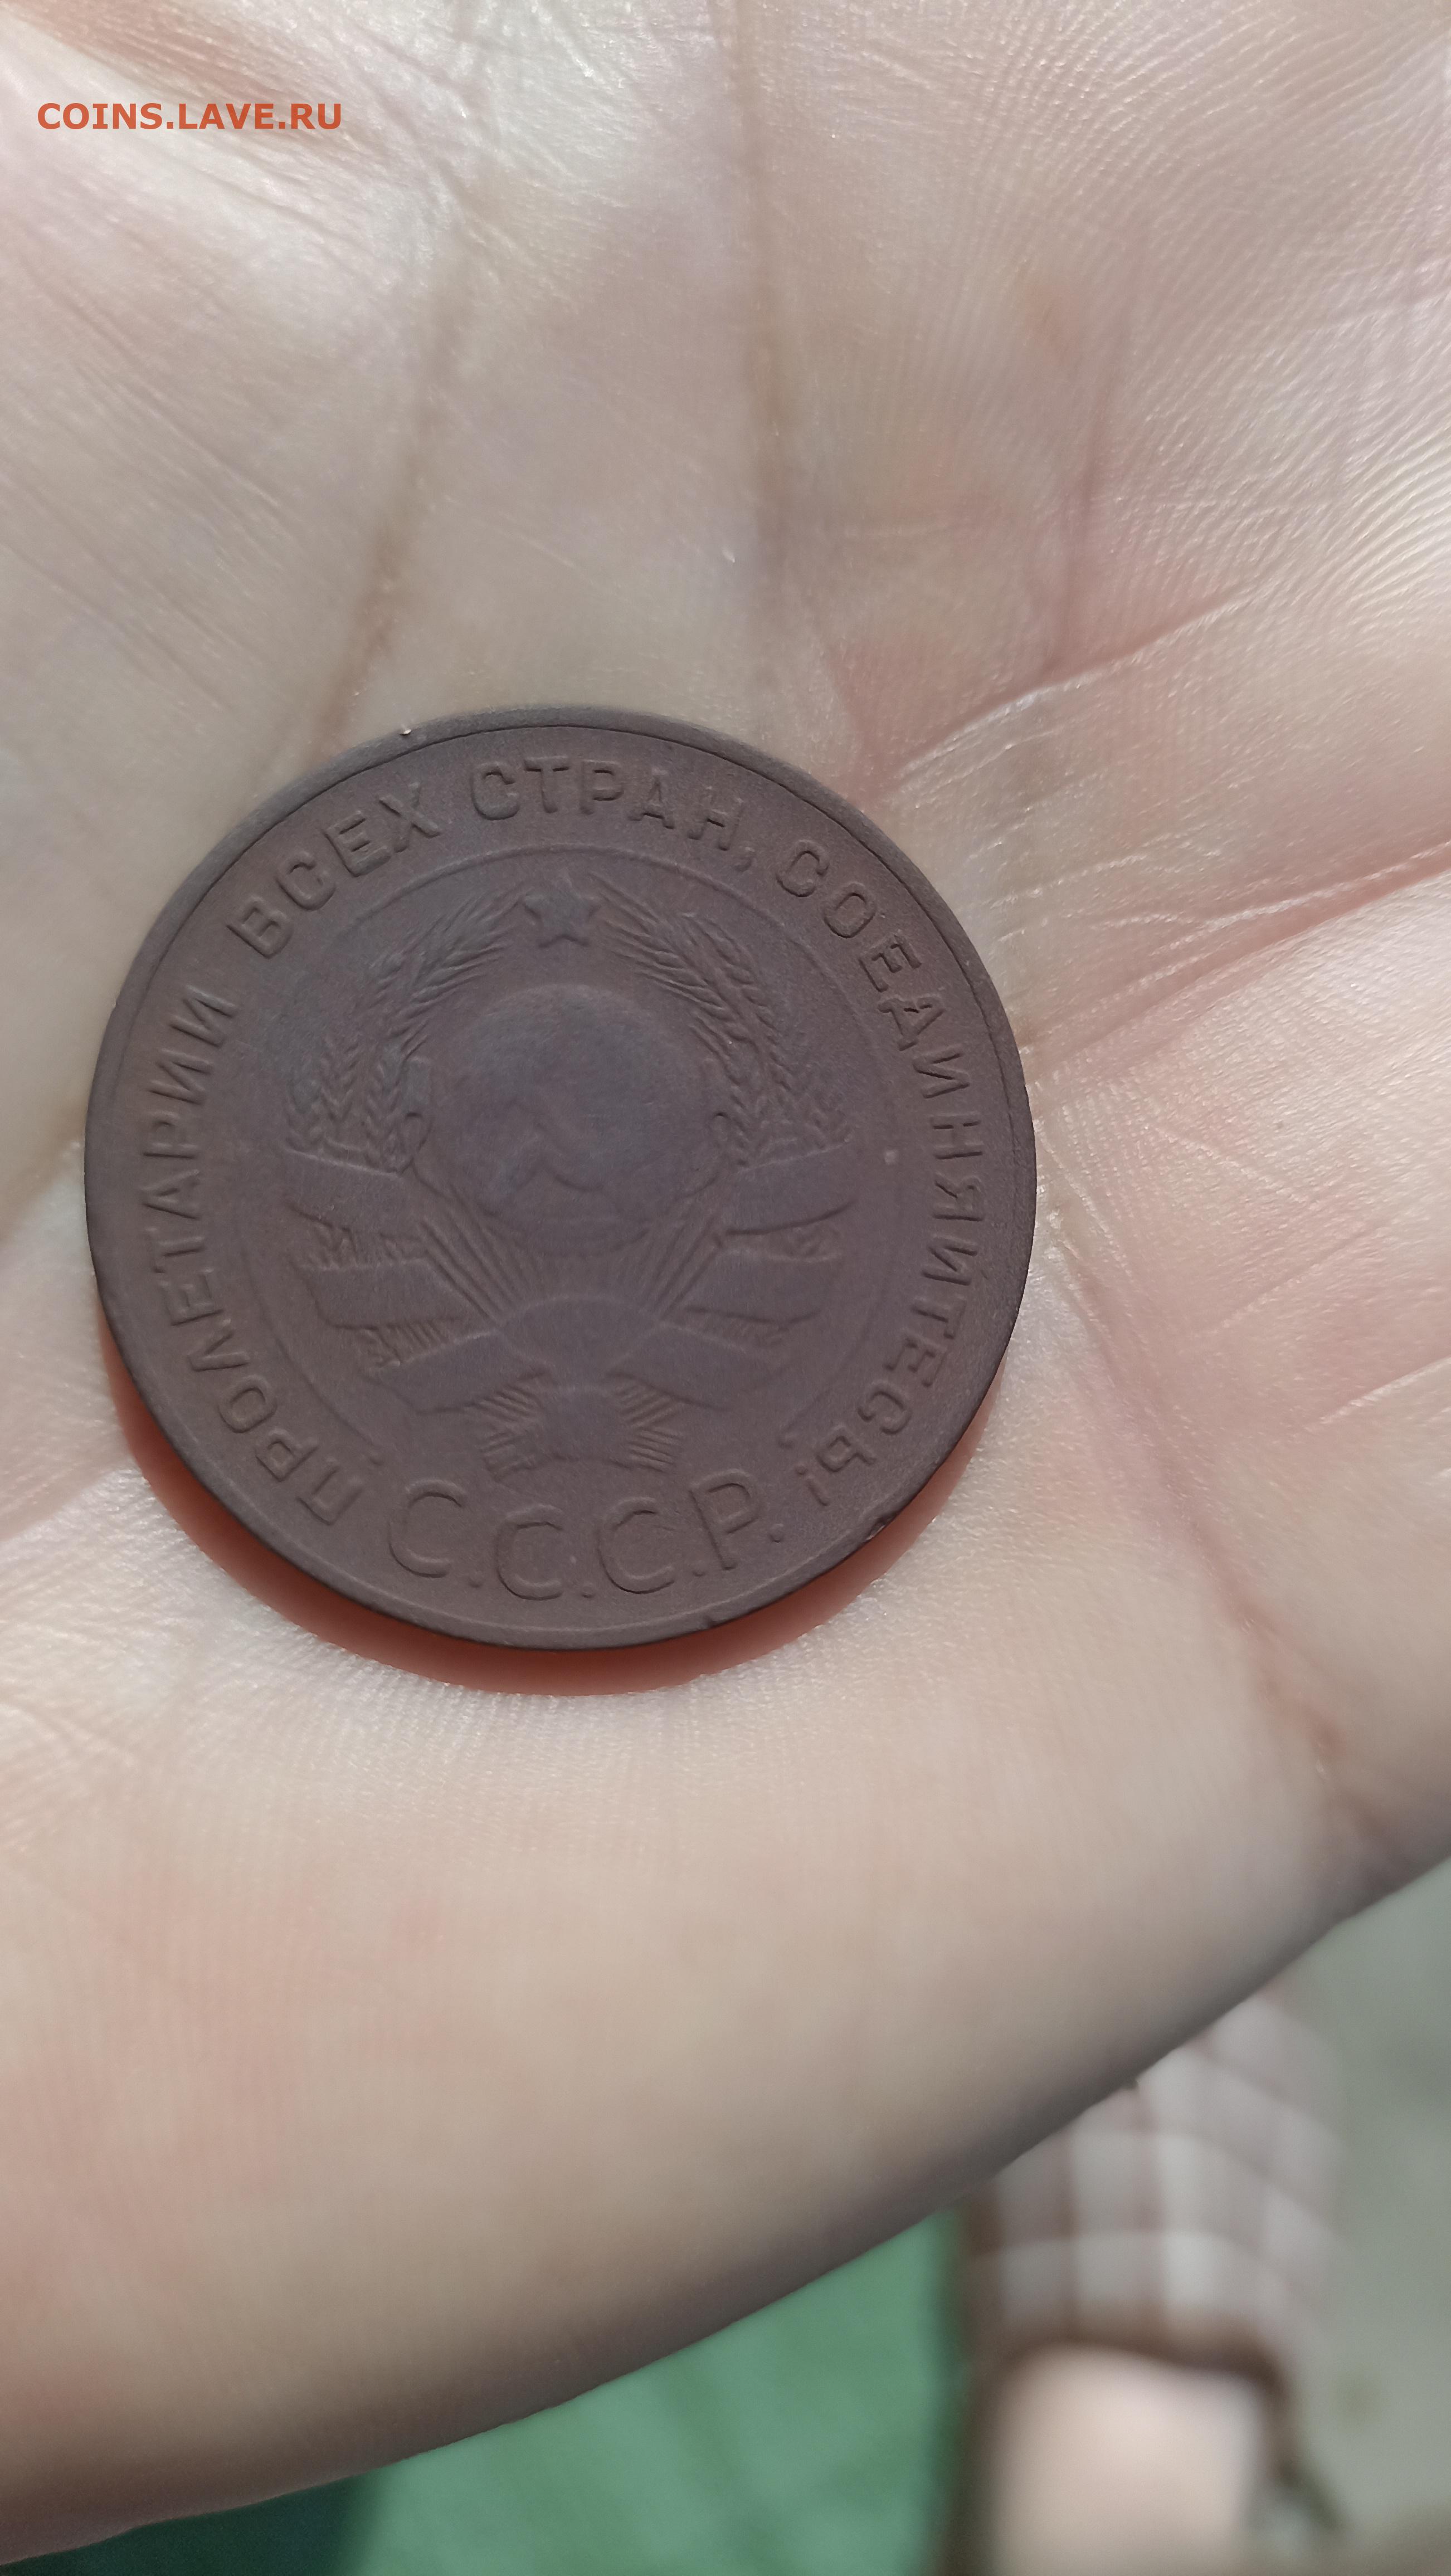 COINS.LAVE.RU
ПРОЛЕТАРИИ ВСЕХ СТРАН, СОЕДИНЯЙТЕСЬ!
С.С.С.Р.